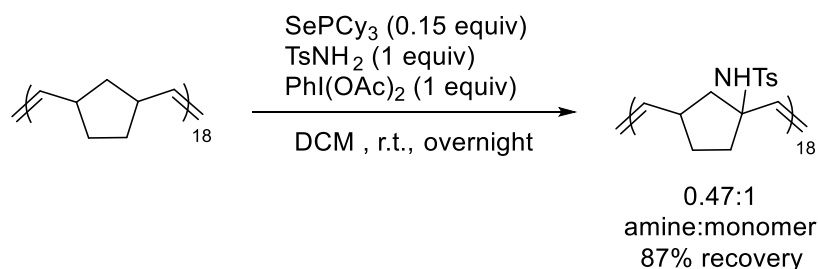 SePCy3 (0.15 equiv)
TsNH2 (1 equiv)
PhI(OAc)2 (1 equiv)
DCM , r.t., overnight
18
NHTs
18
0.47:1
amine:monomer
87% recovery